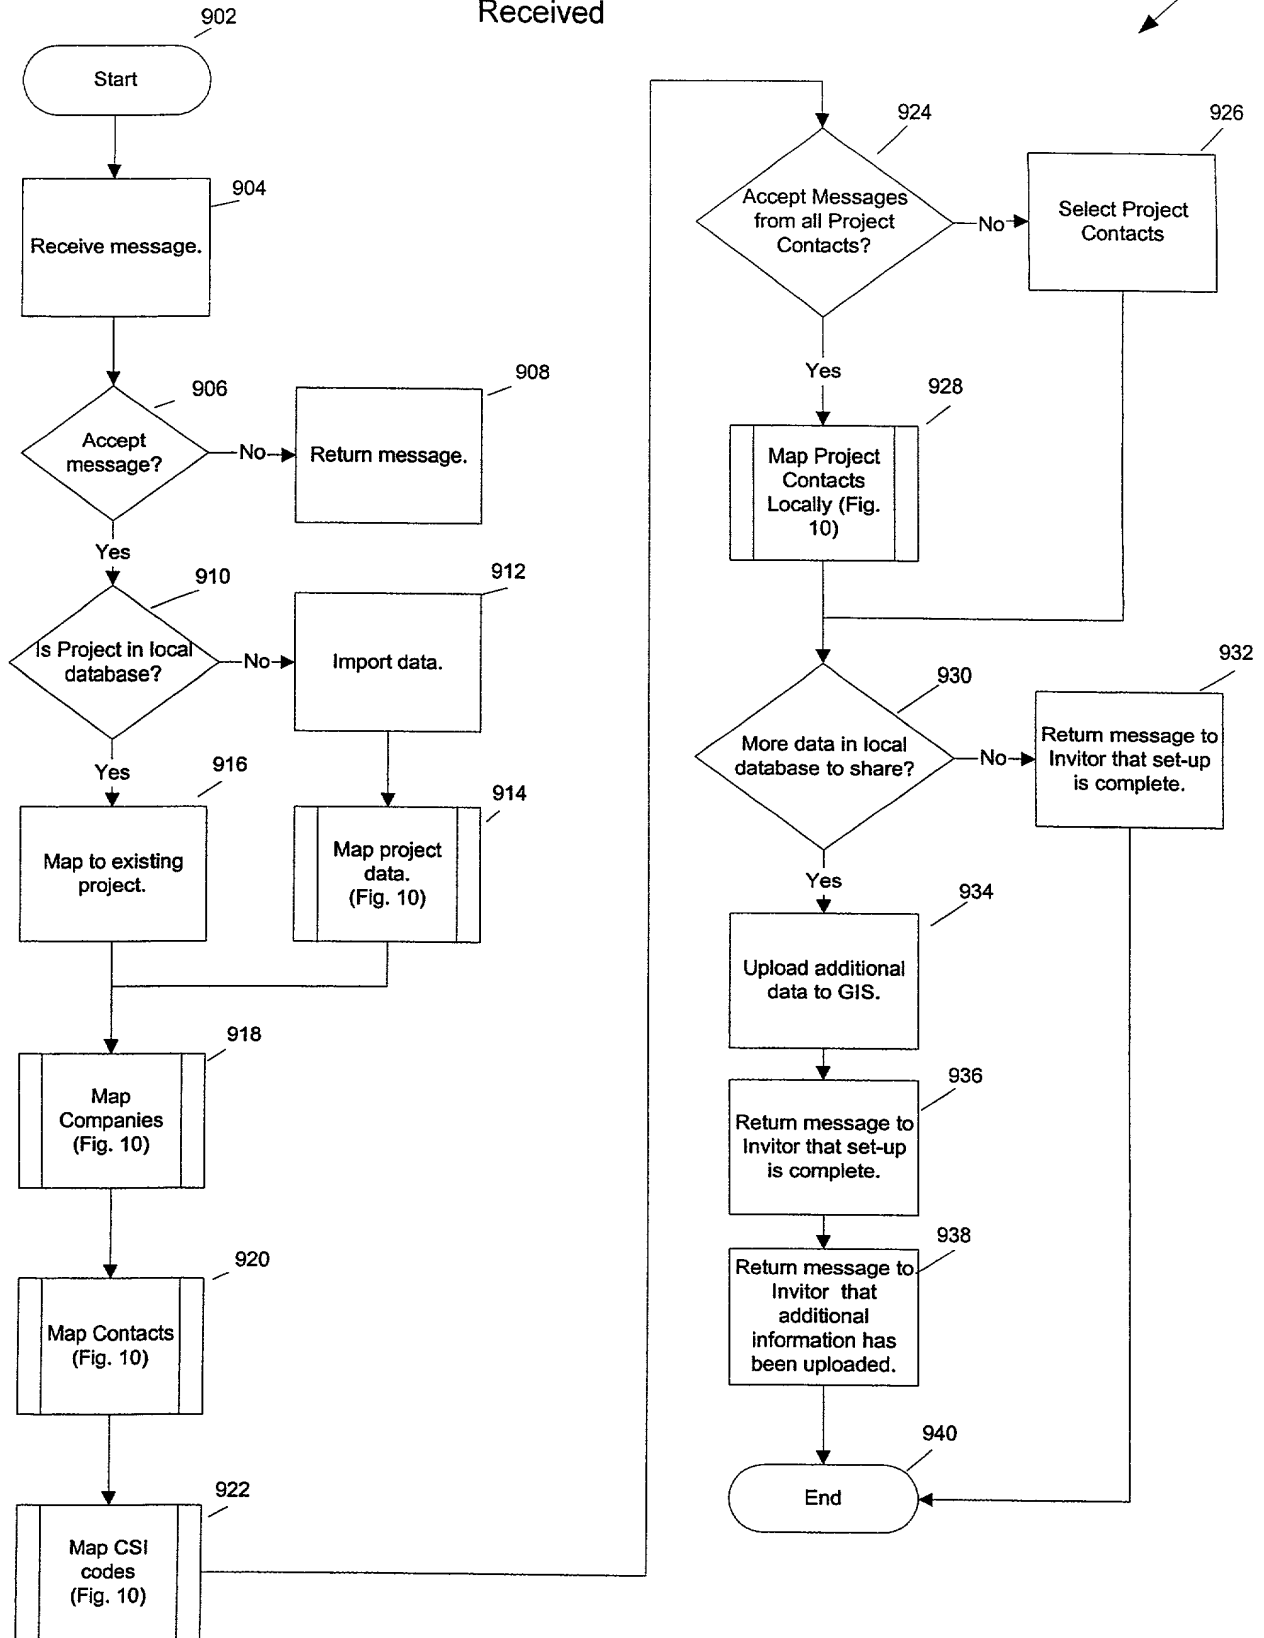 Received
902
Start
904
Receive message.
906
Accept
message?
No
908
Return message.
Yes
910
Is Project in local
database?
No
912
Import data.
Yes
916
Map to existing
project.
914
Map project
data.
(Fig. 10)
918
Map
Companies
(Fig. 10)
920
Map Contacts
(Fig. 10)
922
Map CSI
codes
(Fig. 10)
924
Accept Messages
from all Project
Contacts?
No
926
Select Project
Contacts
Yes
928
Map Project
Contacts
Locally (Fig.
10)
930
More data in local
database to share?
No
932
Return message to
Invitor that set-up
is complete.
Yes
934
Upload additional
data to GIS.
936
Return message to
Invitor that set-up
is complete.
938
Return message to
Invitor that
additional
information has
been uploaded.
940
End